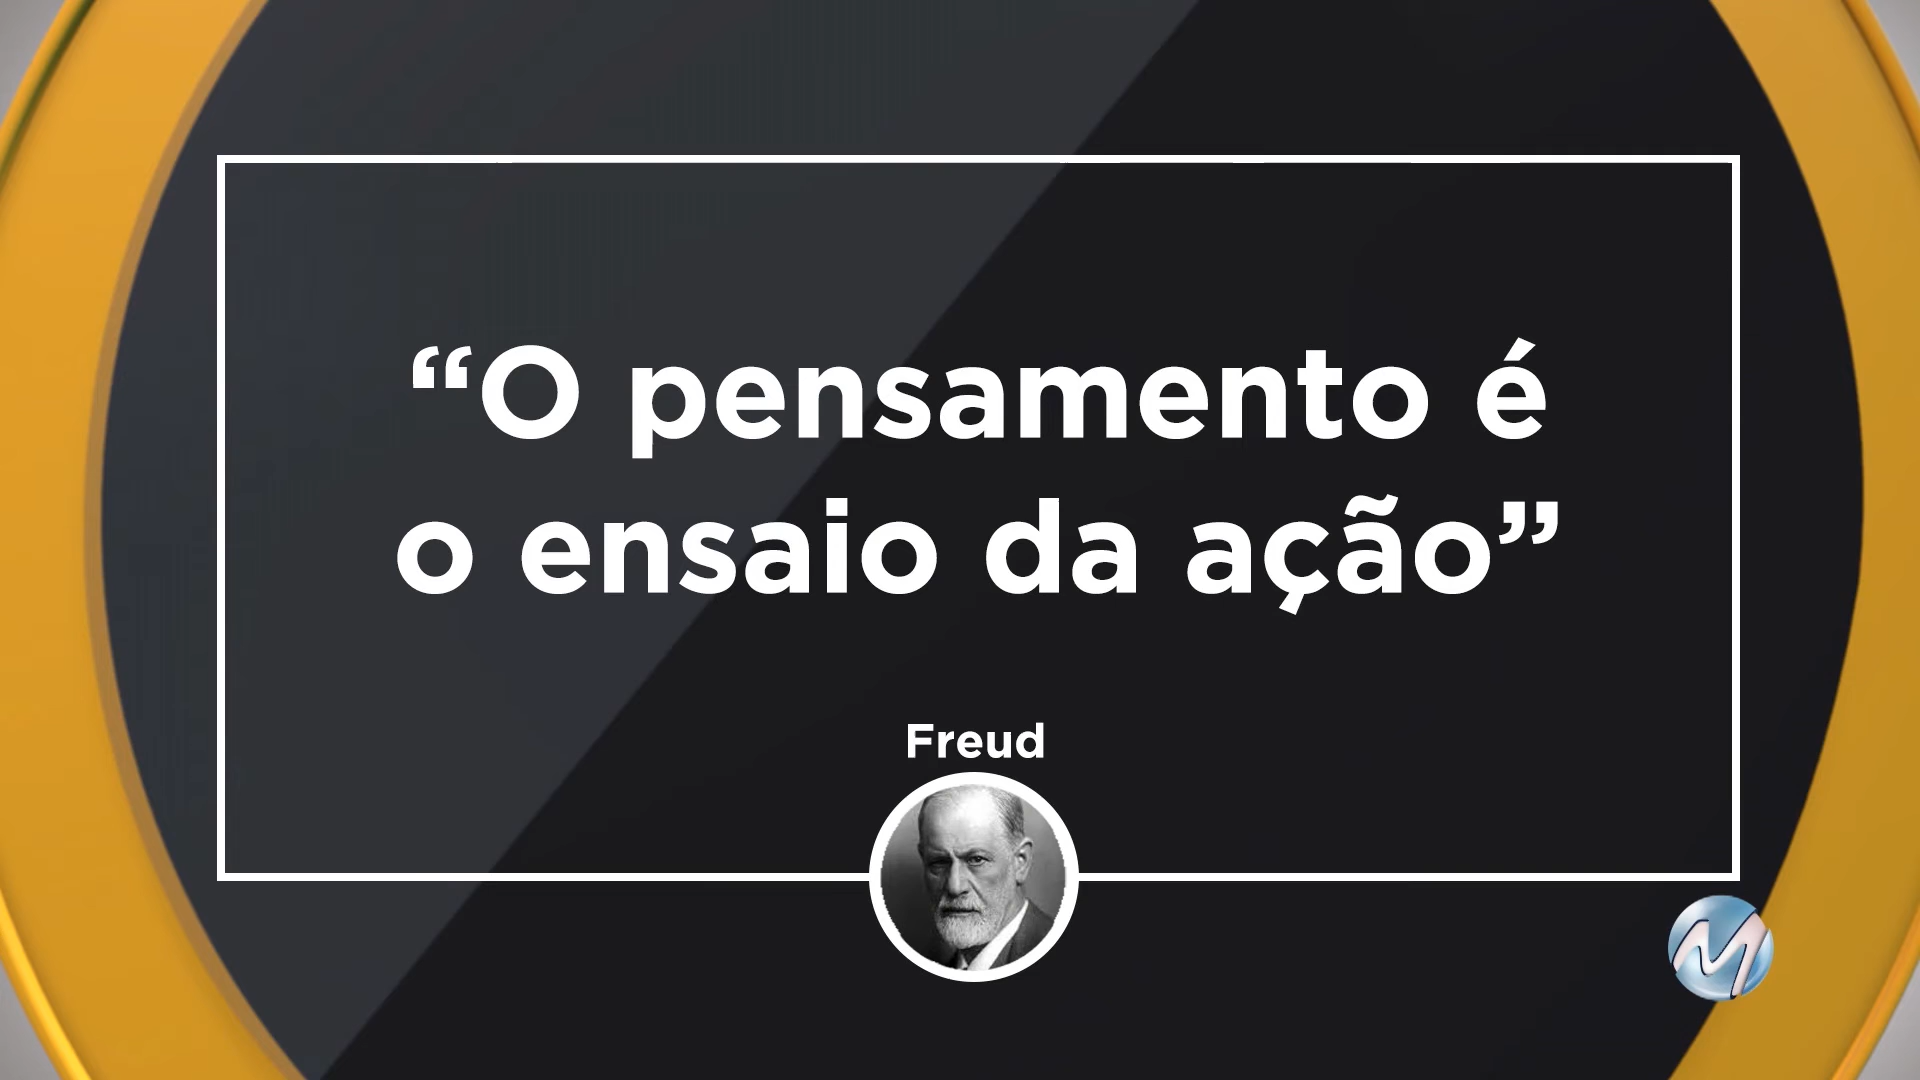 “O pensamento é
o ensaio da ação”
Freud
M